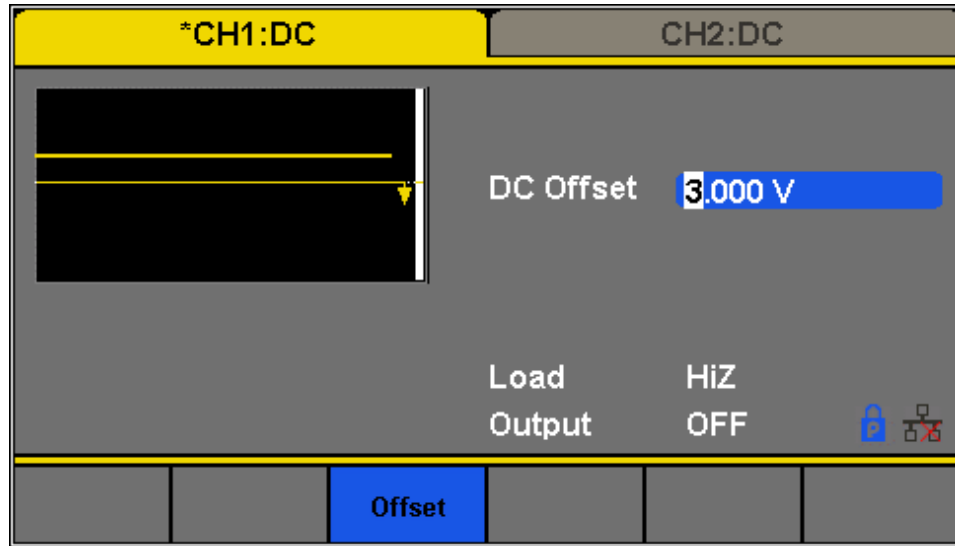 *CH1:DC
CH2:DC
DC Offset 3.000 V
Load HiZ
Output OFF
P
Offset